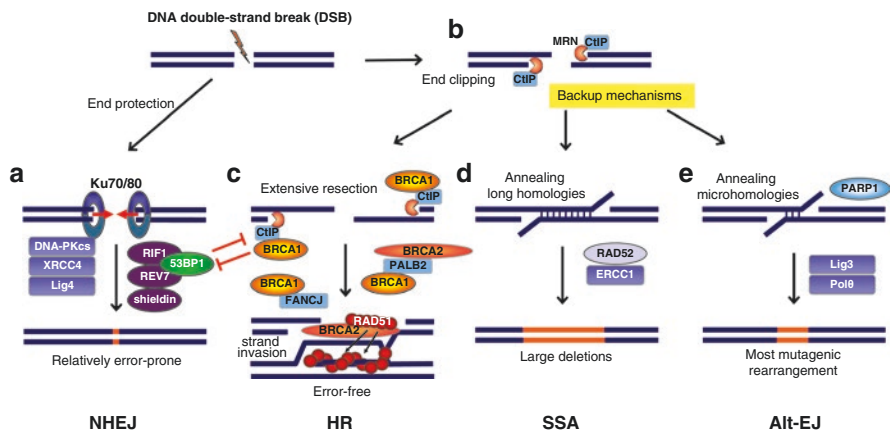 DNA double-strand break (DSB)
b
MRN
CtIP
End clipping
CtIP
End protection
Backup mechanisms
a
Ku70/80
DNA-PKcs
XRCC4
Lig4
RIF1
53BP1
REV7
shieldin
Relatively error-prone
NHEJ
c
Extensive resection
BRCA1
CtIP
CtIP
BRCA1
BRCA2
PALB2
BRCA1
BRCA1
FANCJ
RAD51
BRCA2
strand
invasion
Error-free
HR
d
Annealing
long homologies
RAD52
ERCC1
Large deletions
SSA
e
Annealing
microhomologies
PARP1
Lig3
Polθ
Most mutagenic
rearrangement
Alt-EJ